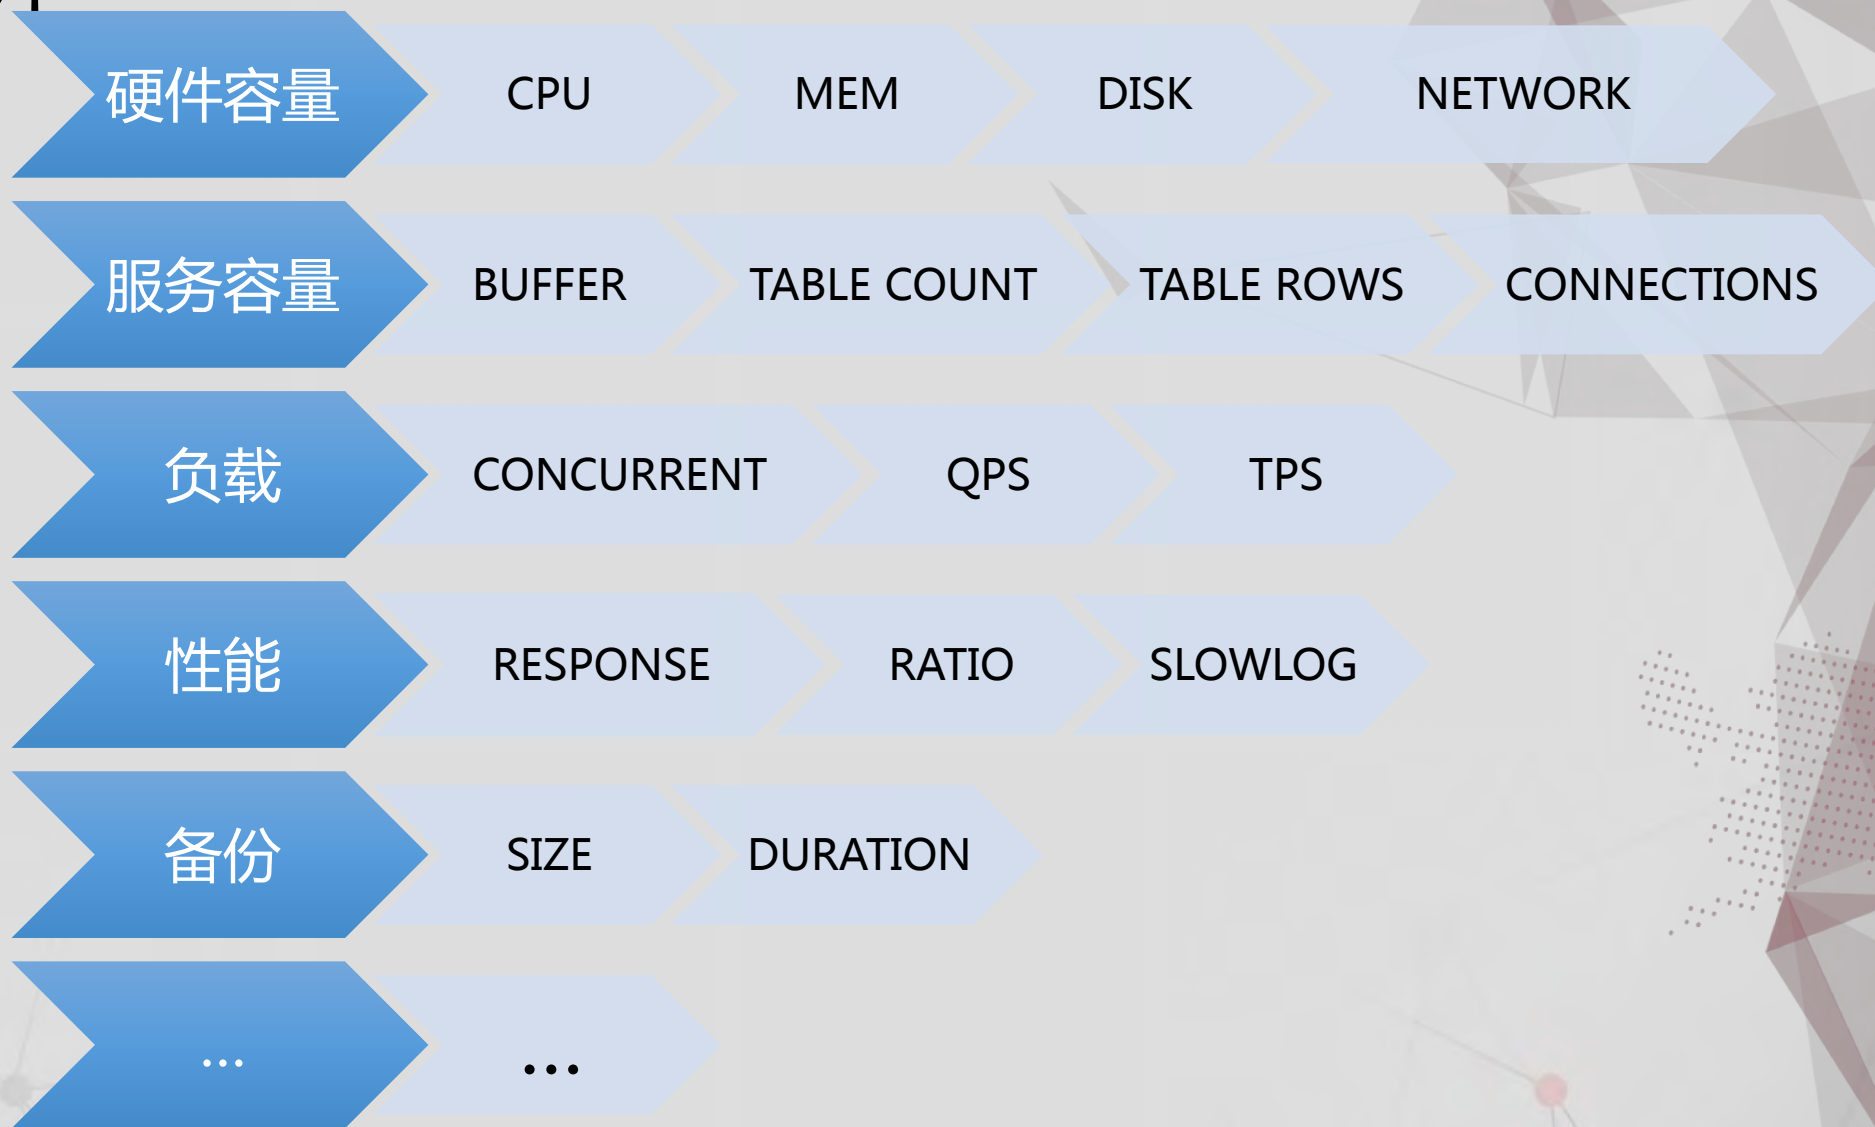 硬件容量 CPU MEM DISK NETWORK
服务容量 BUFFER TABLE COUNT TABLE ROWS CONNECTIONS
负载 CONCURRENT QPS TPS
性能 RESPONSE RATIO SLOWLOG
备份 SIZE DURATION
... ...